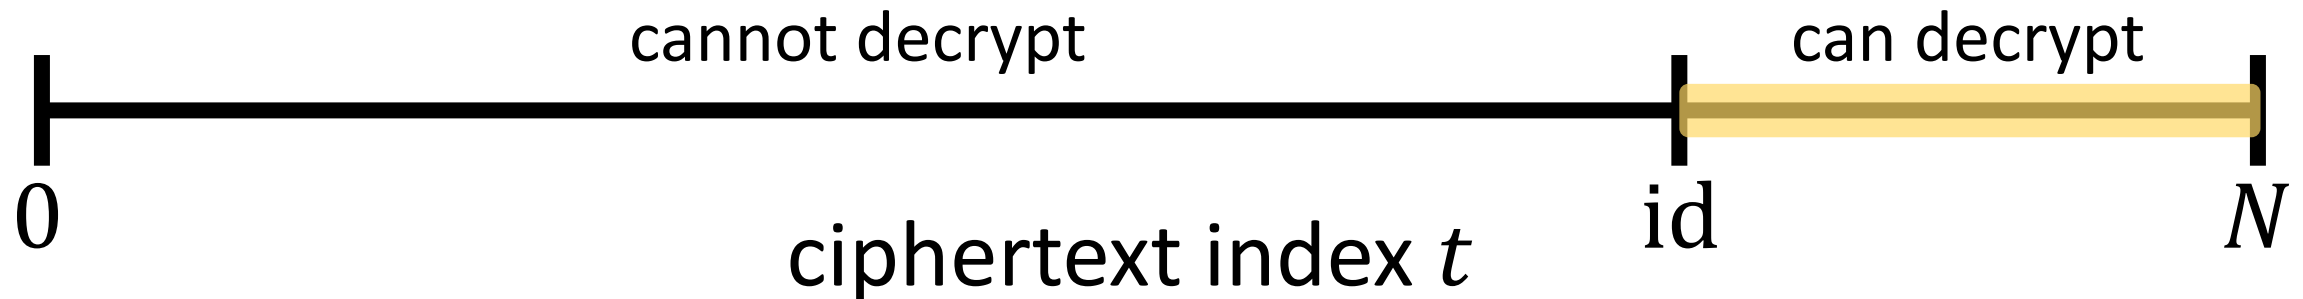 cannot decrypt can decrypt
0 id N
ciphertext index t